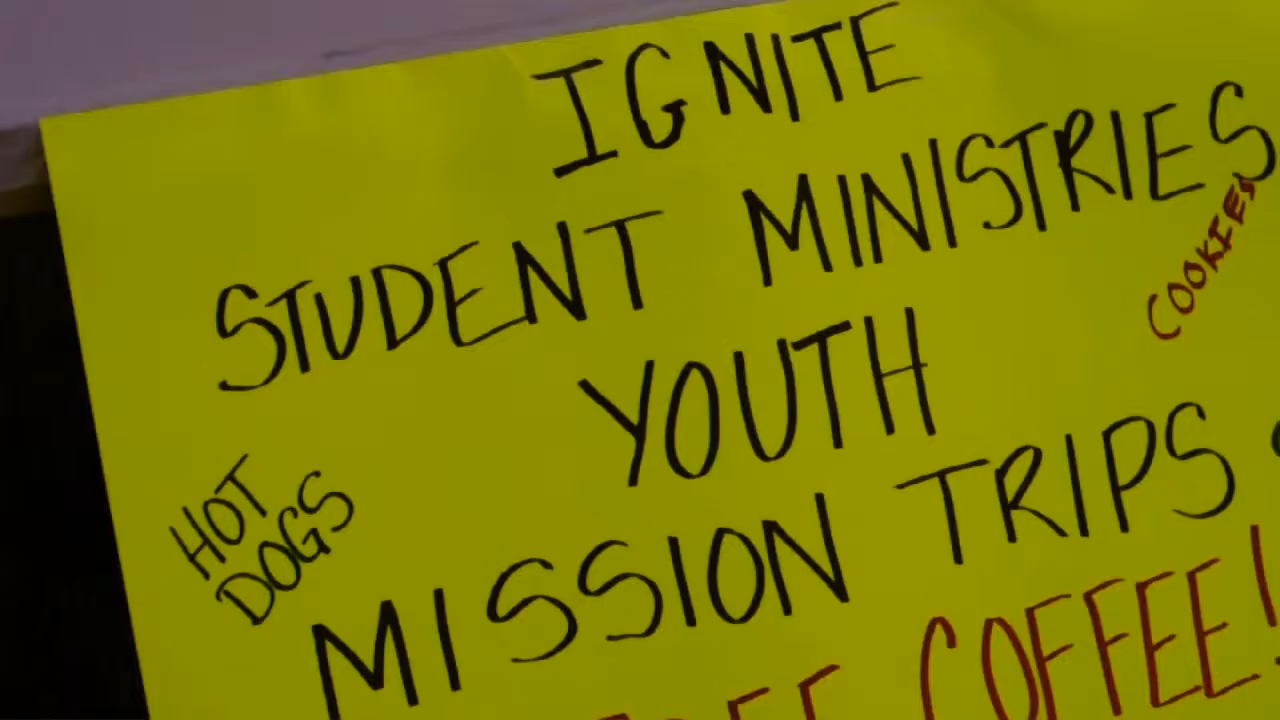 IGNITE
STUDENT MINISTRIES
COOKIES
YOUTH
HOT
DOGS
MISSION TRIPS
COFFEE!